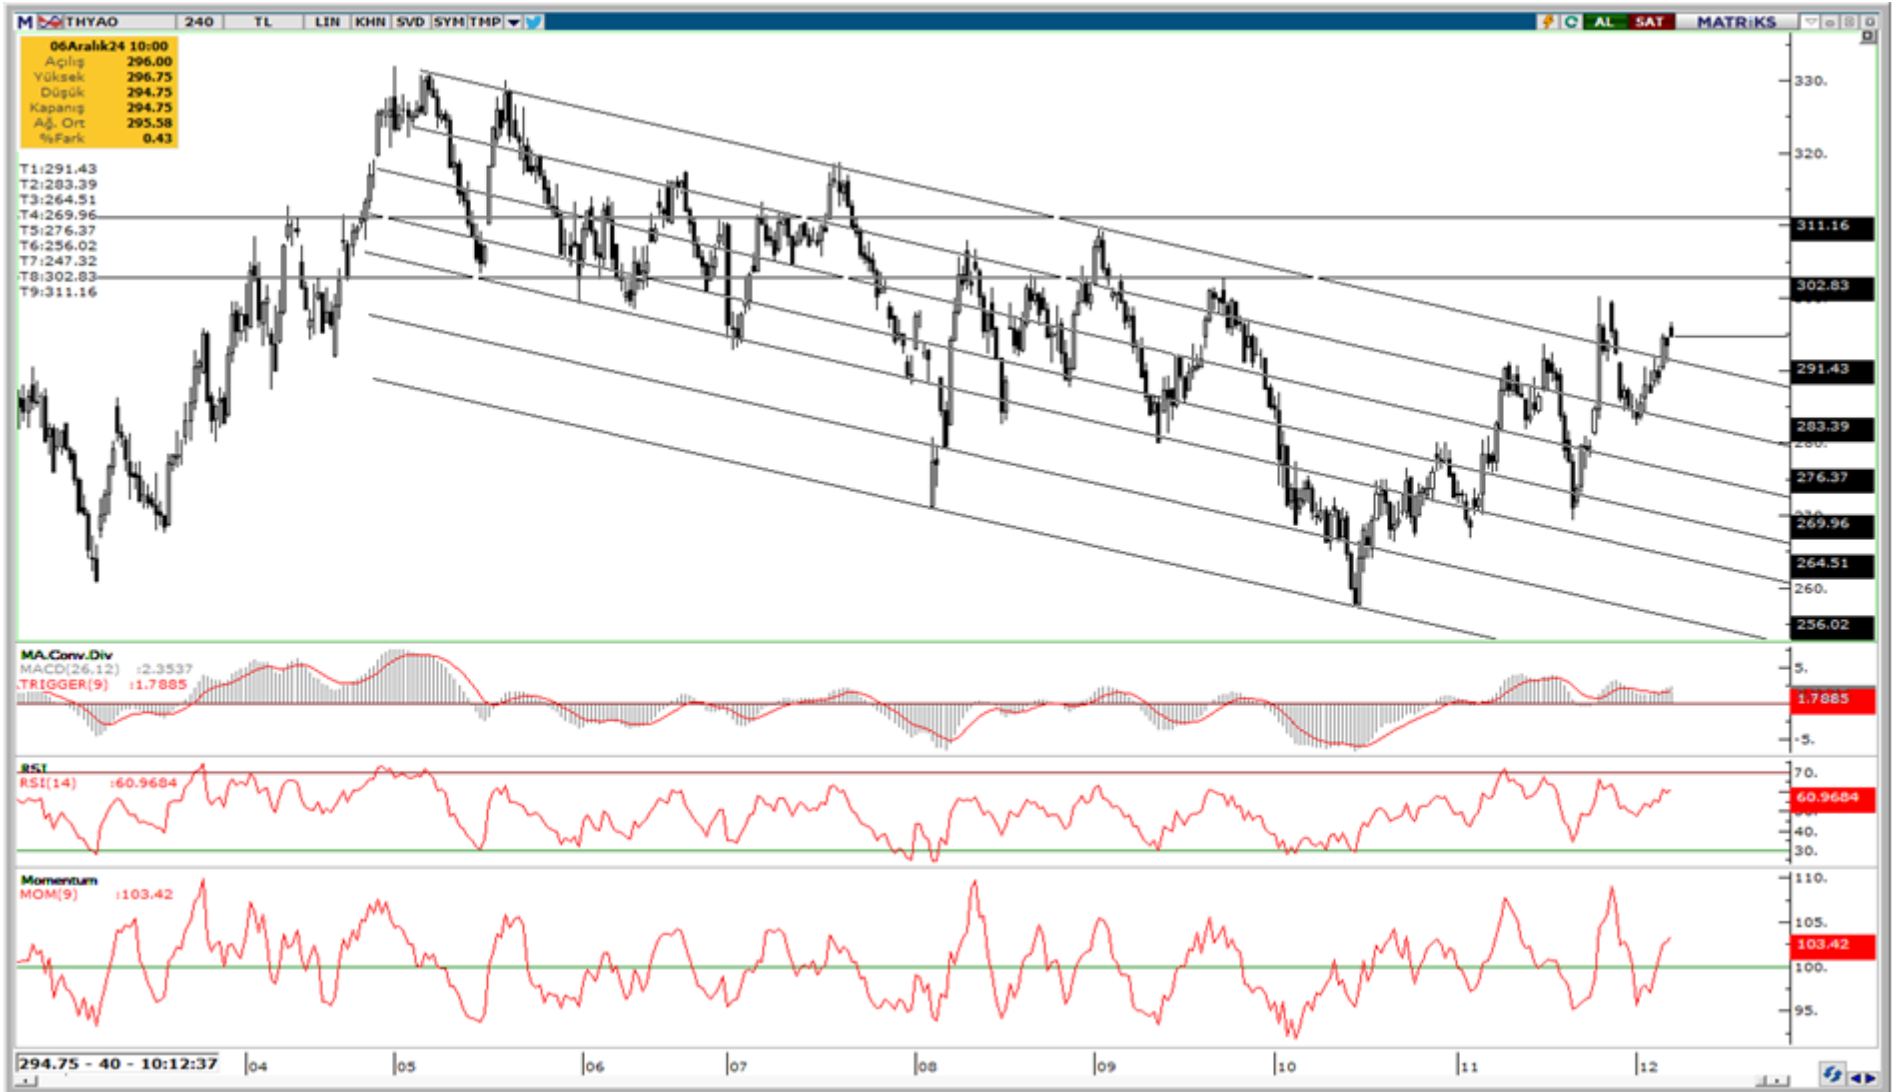 M THYAO 240 TL LIN KHN SVD SYM TMP AL SAT MATRiKS
06Aralık24 10:00
Açılış 296.00
Yüksek 296.75
Düşük 294.75
Kapanış 294.75
Ağ. Ort 295.58
%Fark 0.43
T1:291.43
T2:283.39
T3:264.51
T4:269.96
T5:276.37
T6:256.02
T7:247.32
T8:302.83
T9:311.16
330.
320.
311.16
302.83
291.43
283.39
280.
276.37
269.96
264.51
260.
256.02
MA.Conv.Div
MACD(26.12) :2.3537
TRIGGER(9) :1.7885
5.
1.7885
-5.
RSI
RSI(14) :60.9684
70.
60.9684
40.
30.
Momentum
MOM(9) :103.42
110.
105.
103.42
100.
95.
294.75 - 40 - 10:12:37
04 05 06 07 08 09 10 11 12